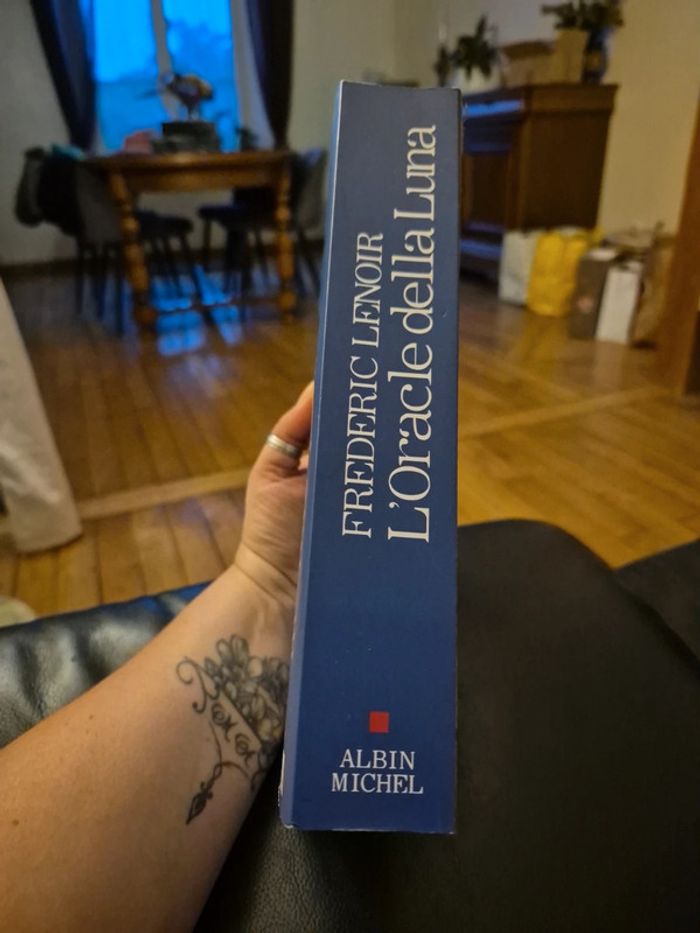 FREDERIC LENOIR
L'Oracle della Luna
ALBIN
MICHEL